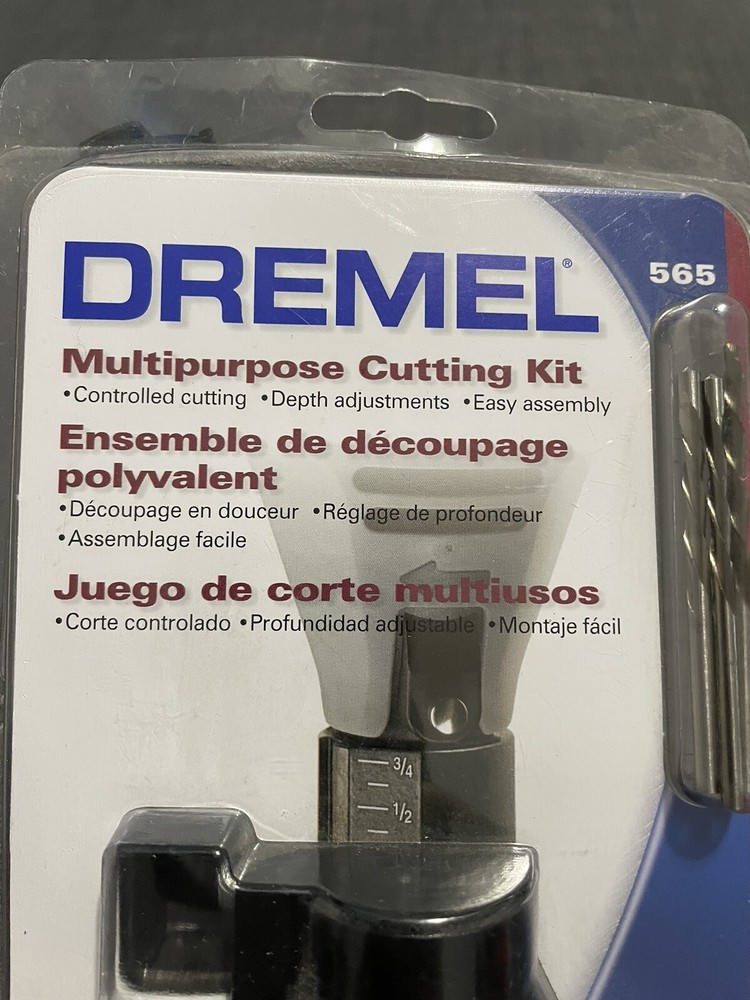 DREMEL®
565
Multipurpose Cutting Kit
•Controlled cutting •Depth adjustments •Easy assembly
Ensemble de découpage
polyvalent
•Découpage en douceur •Réglage de profondeur
•Assemblage facile
Juego de corte multiusos
•Corte controlado •Profundidad adjustable •Montaje fácil
3/4
1/2